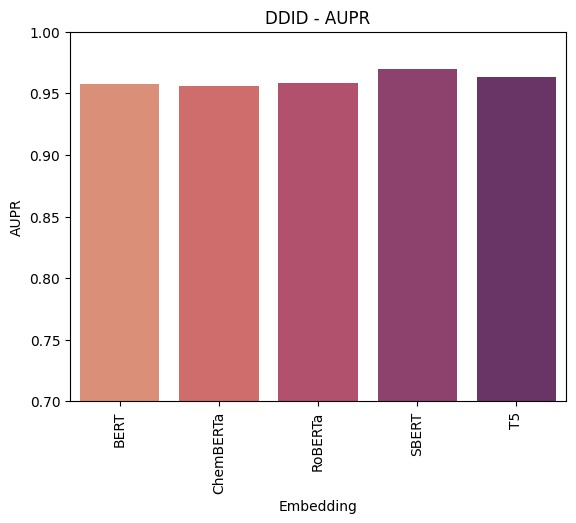 DDID - AUPR
1.00
0.95
0.90
0.85
0.80
0.75
0.70
AUPR
BERT
ChemBERTa
RoBERTa
SBERT
T5
Embedding